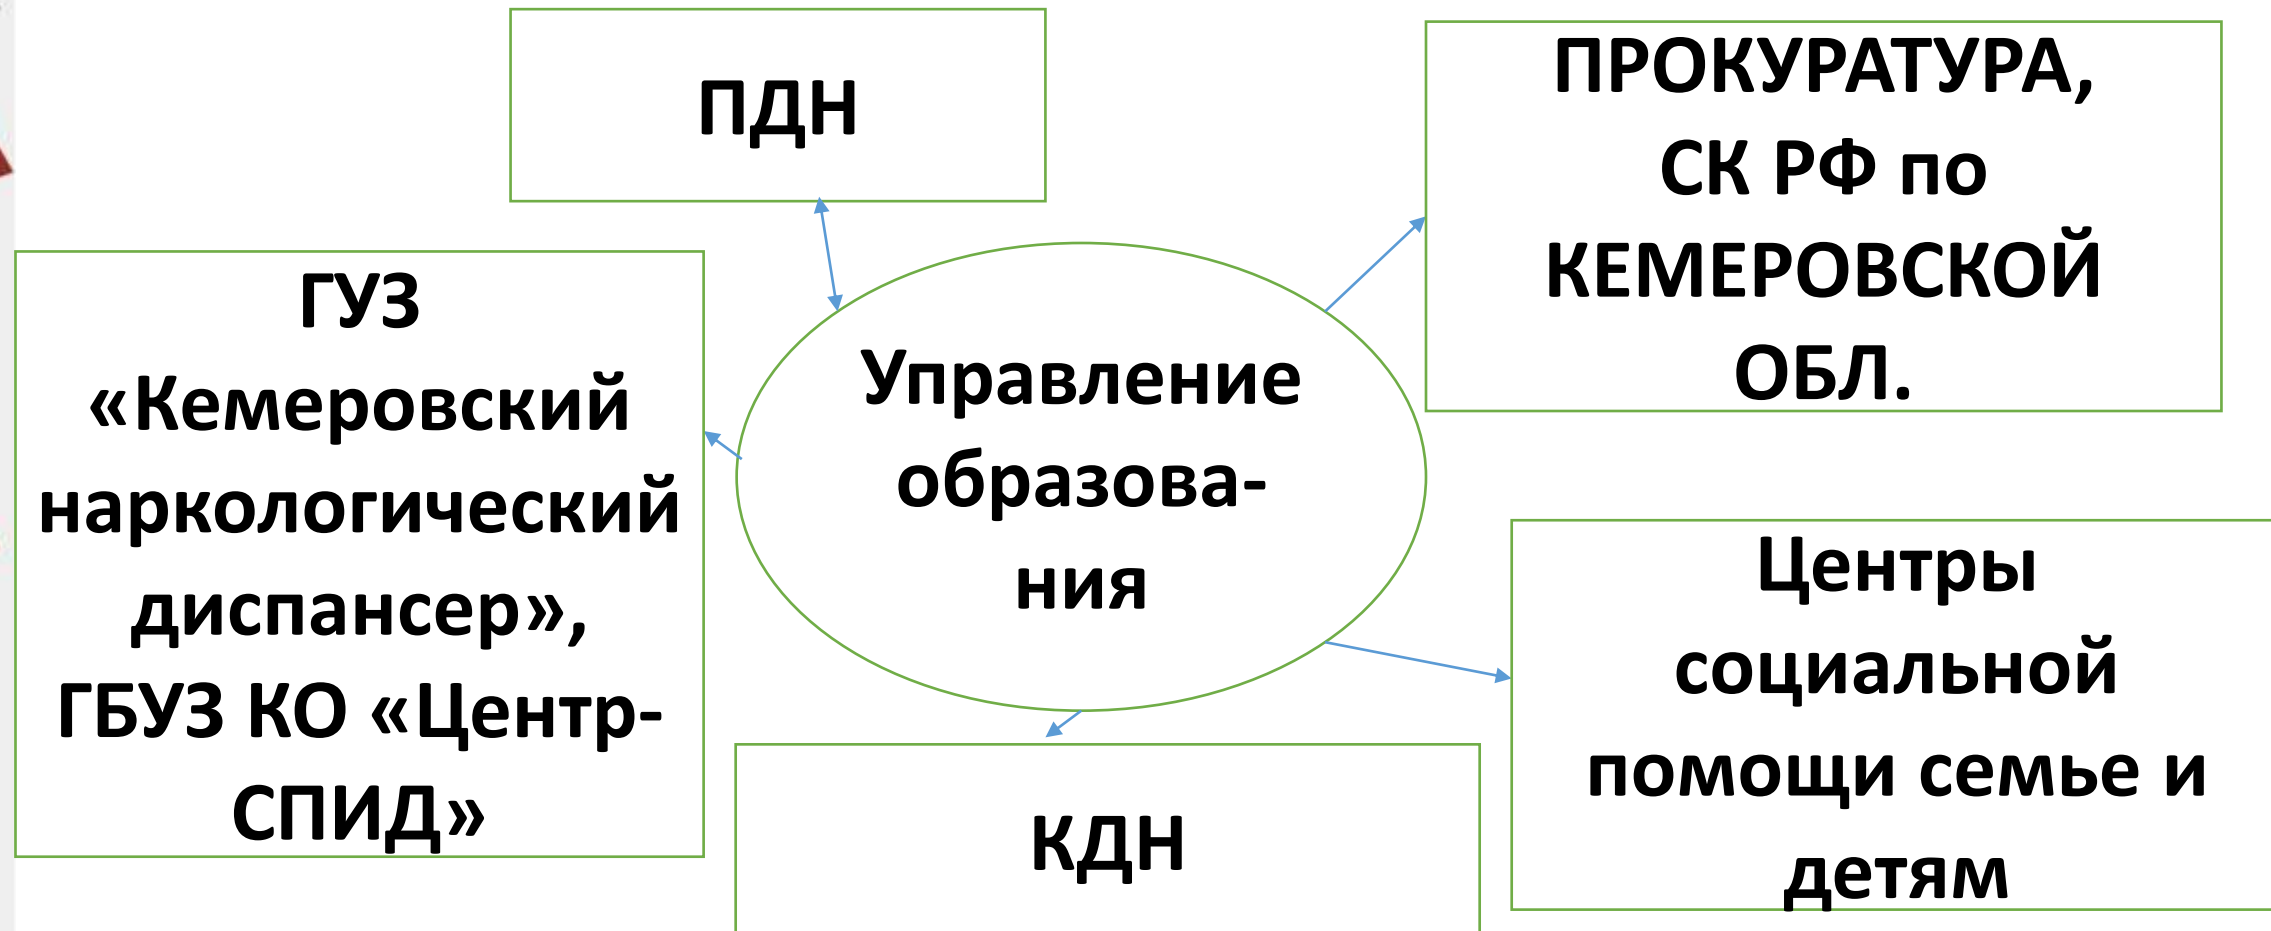 ПДН
ПРОКУРАТУРА,
СК РФ по
КЕМЕРОВСКОЙ
ОБЛ.
ГУЗ
«Кемеровский
наркологический
диспансер»,
ГБУЗ КО «Центр-
СПИД»
Управление
образова-
ния
Центры
социальной
помощи семье и
детям
КДН